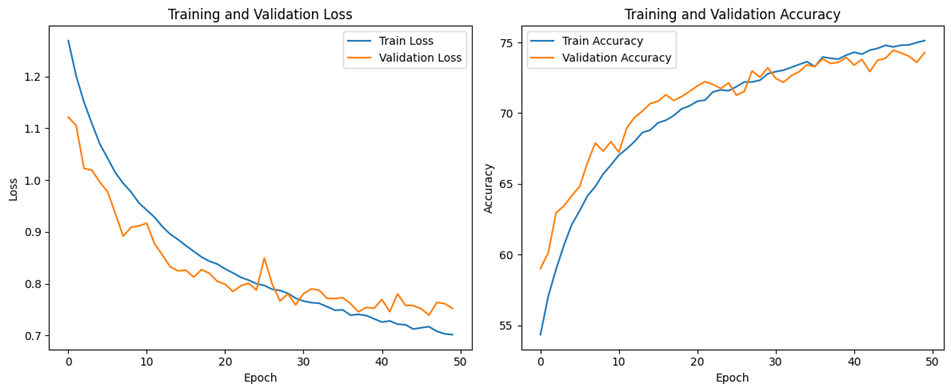 Training and Validation Loss
Train Loss
Validation Loss
Loss
1.2
1.1
1.0
0.9
0.8
0.7
0 10 20 30 40 50
Epoch
Training and Validation Accuracy
Train Accuracy
Validation Accuracy
Accuracy
75
70
65
60
55
0 10 20 30 40 50
Epoch